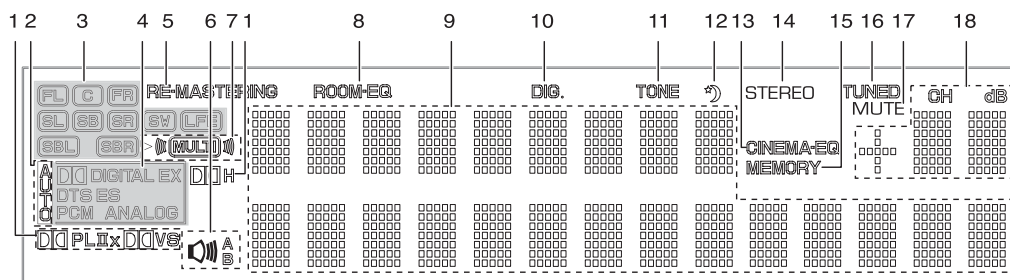 1 2 3 4 5 6 7 1 8 9 10 11 12 13 14 15 16 17 18
FL C FR RE-MASTERING ROOM-EQ DIG. TONE STEREO TUNED CH dB
MUTE
SL SB SR SW LFE
SBL SBR > MULTI
CINEMA-EQ
MEMORY
AUTO
DIGITAL EX H
DTS ES
PCM ANALOG
PLIIx VS A
B